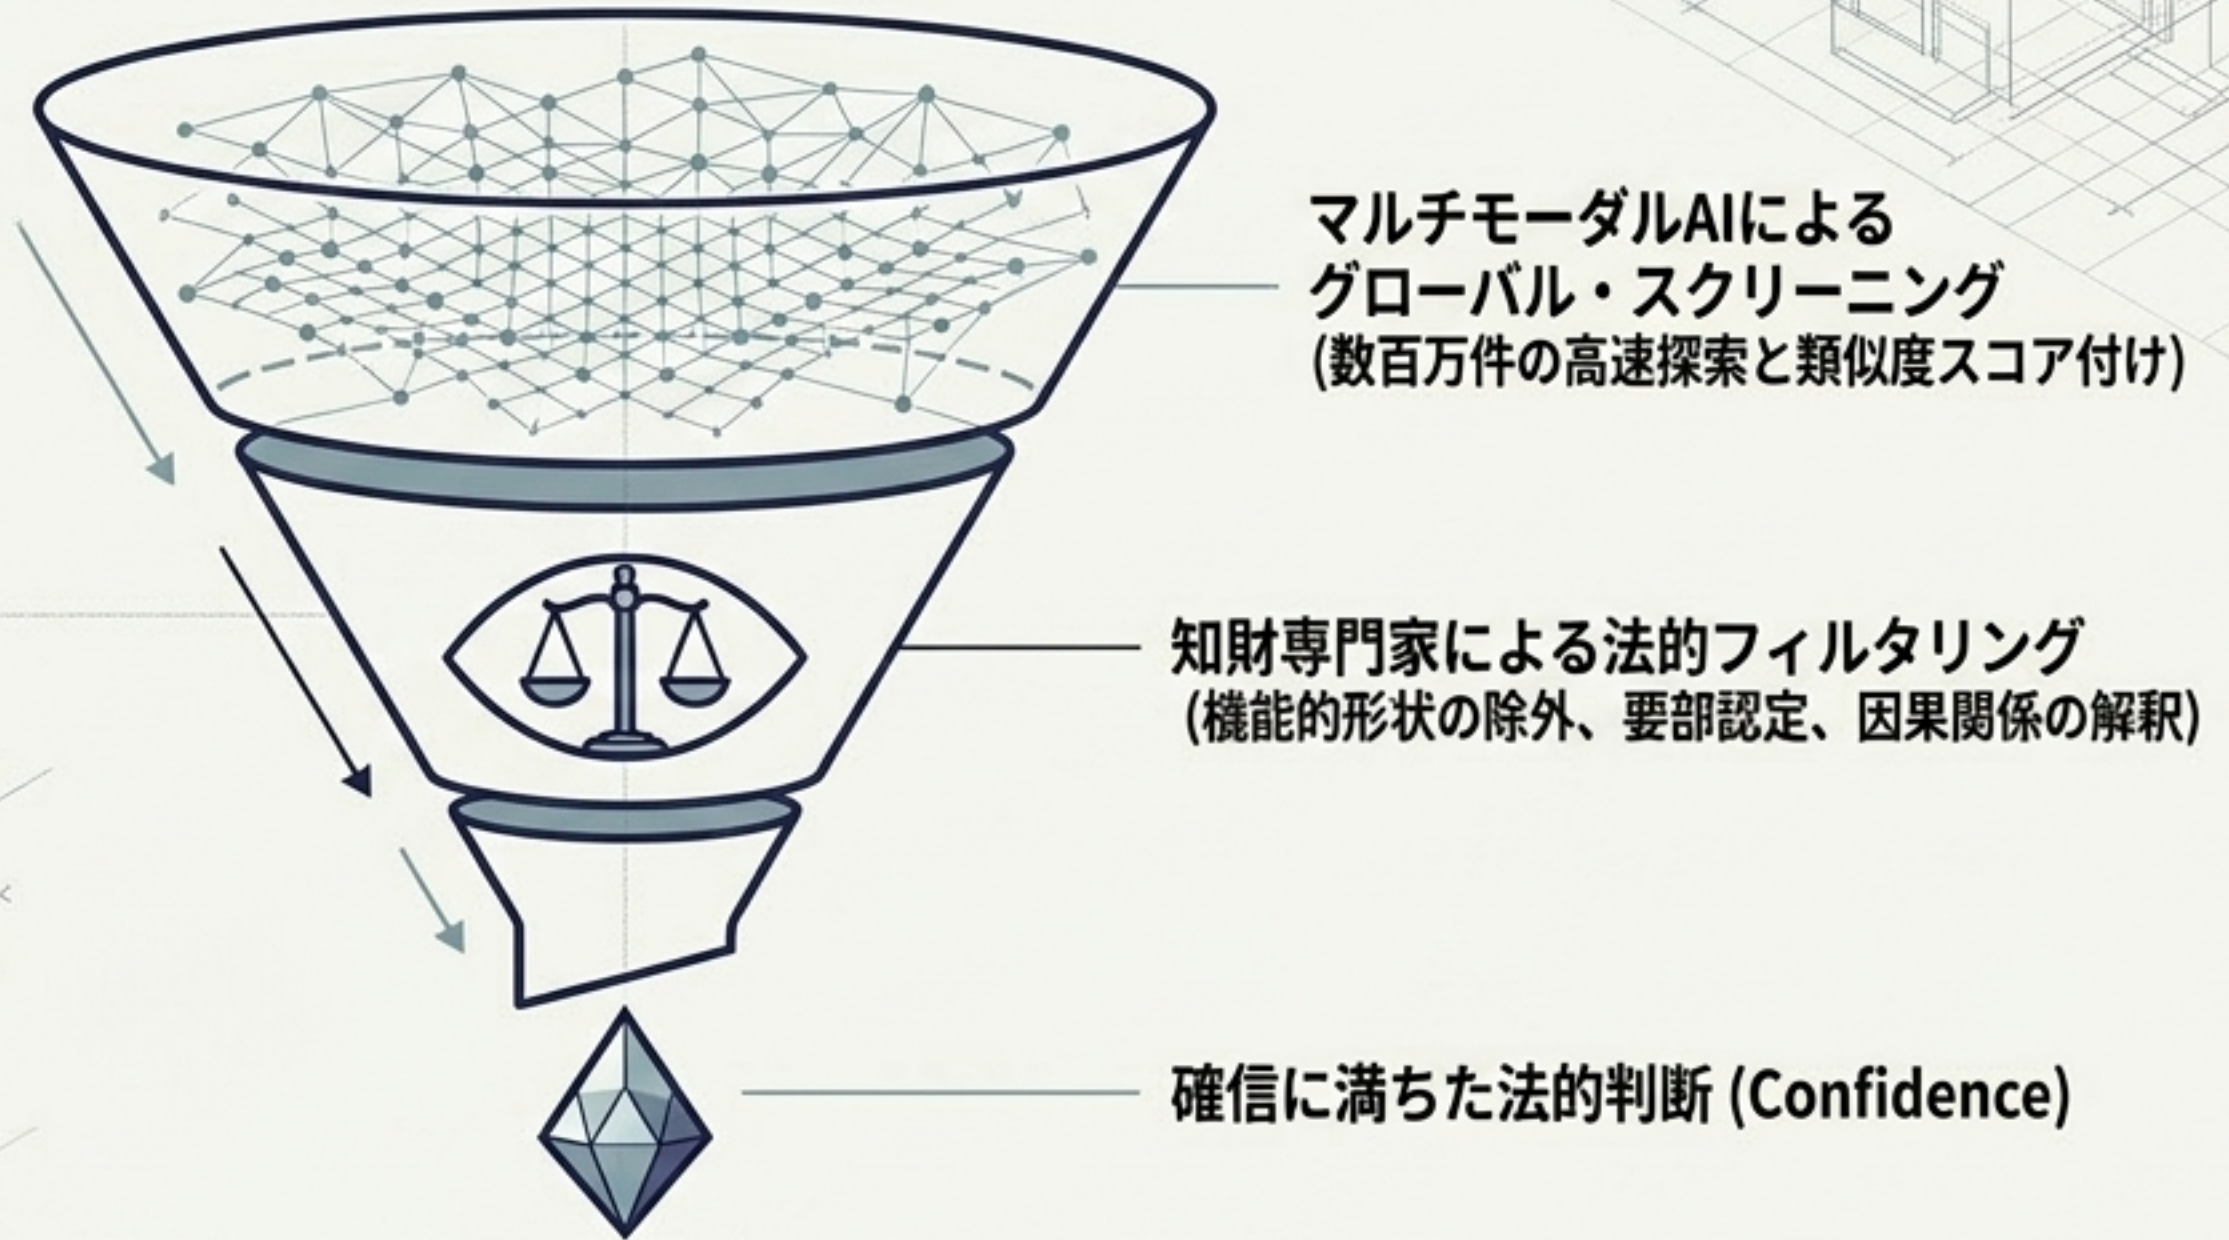 マルチモーダルAIによる
グローバル・スクリーニング
(数百万件の高速探索と類似度スコア付け)
知財専門家による法的フィルタリング
(機能的形状の除外、要部認定、因果関係の解釈)
確信に満ちた法的判断 (Confidence)